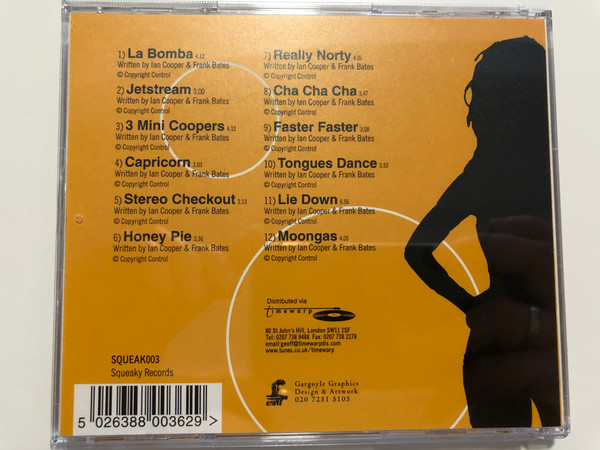 1) La Bomba 4.12
Written by Ian Cooper & Frank Bates
© Copyright Control
2) Jetstream 3.00
Written by Ian Cooper & Frank Bates
© Copyright Control
3) 3 Mini Coopers 4.32
Written by Ian Cooper & Frank Bates
© Copyright Control
4) Capricorn 3.03
Written by Ian Cooper & Frank Bates
© Copyright Control
5) Stereo Checkout 3.13
Written by Ian Cooper & Frank Bates
6) Honey Pie 3.36
Written by Ian Cooper & Frank Bates
© Copyright Control
7) Really Norty
Written by Ian Cooper & Frank Bates
© Copyright Control
8) Cha Cha Cha 3.47
Written by Ian Cooper & Frank Bates
© Copyright Control
9) Faster Faster 3.08
Written by Ian Cooper & Frank Bates
© Copyright Control
10) Tongues Dance 3.53
Written by Ian Cooper & Frank Bates
© Copyright Control
11) Lie Down 6.56
Written by Ian Cooper & Frank Bates
© Copyright Control
12) Moongas 4.05
Written by Ian Cooper & Frank Bates
© Copyright Control
Distributed via
timewarp
80 St John's Hill, London SW11 1SF
Tel: 0207 738 9488 Fax: 0207 738 2278
email:geoff@timewarpdis.com
www.tunes.co.uk/timewarp
SQUEAK003
Squeaky Records
Gargoyle Graphics
Design & Artwork
020 7251 5105
5 026388 003629 >